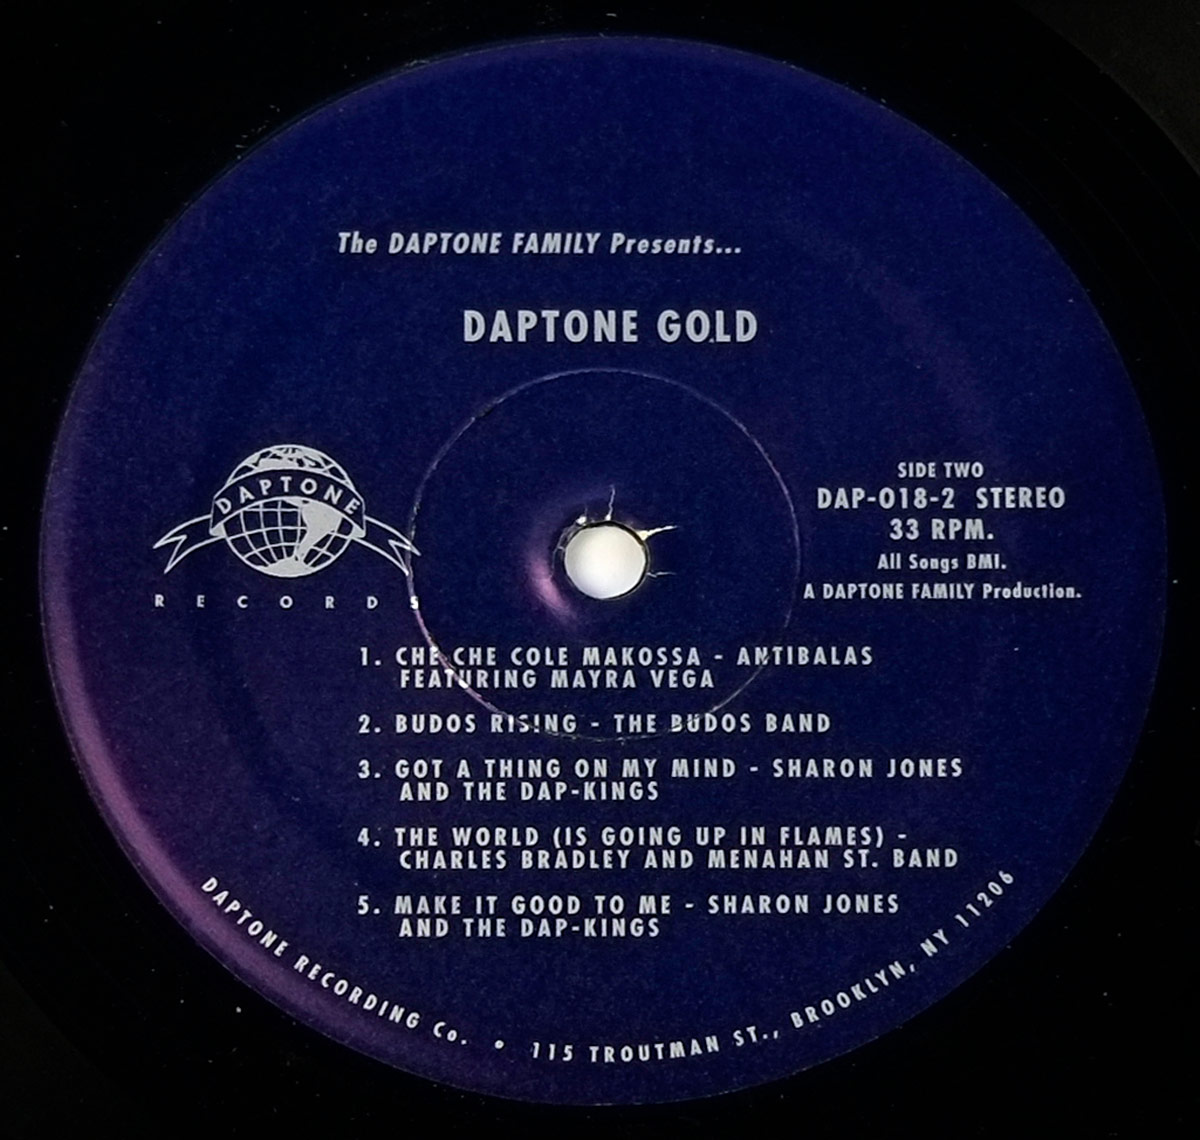 The DAPTONE FAMILY Presents...
DAPTONE GOLD
DAPTONE
RECORDS
SIDE TWO
DAP-018-2 STEREO
33 RPM.
All Songs BMI.
A DAPTONE FAMILY Production.
1. CHE CHE COLE MAKOSSA - ANTIBALAS
FEATURING MAYRA VEGA
2. BUDOS RISING - THE BUDOS BAND
3. GOT A THING ON MY MIND - SHARON JONES
AND THE DAP-KINGS
4. THE WORLD (IS GOING UP IN FLAMES) -
CHARLES BRADLEY AND MENAHAN ST. BAND
5. MAKE IT GOOD TO ME - SHARON JONES
AND THE DAP-KINGS
DAPTONE RECORDING Co. • 115 TROUTMAN ST., BROOKLYN, NY 11206